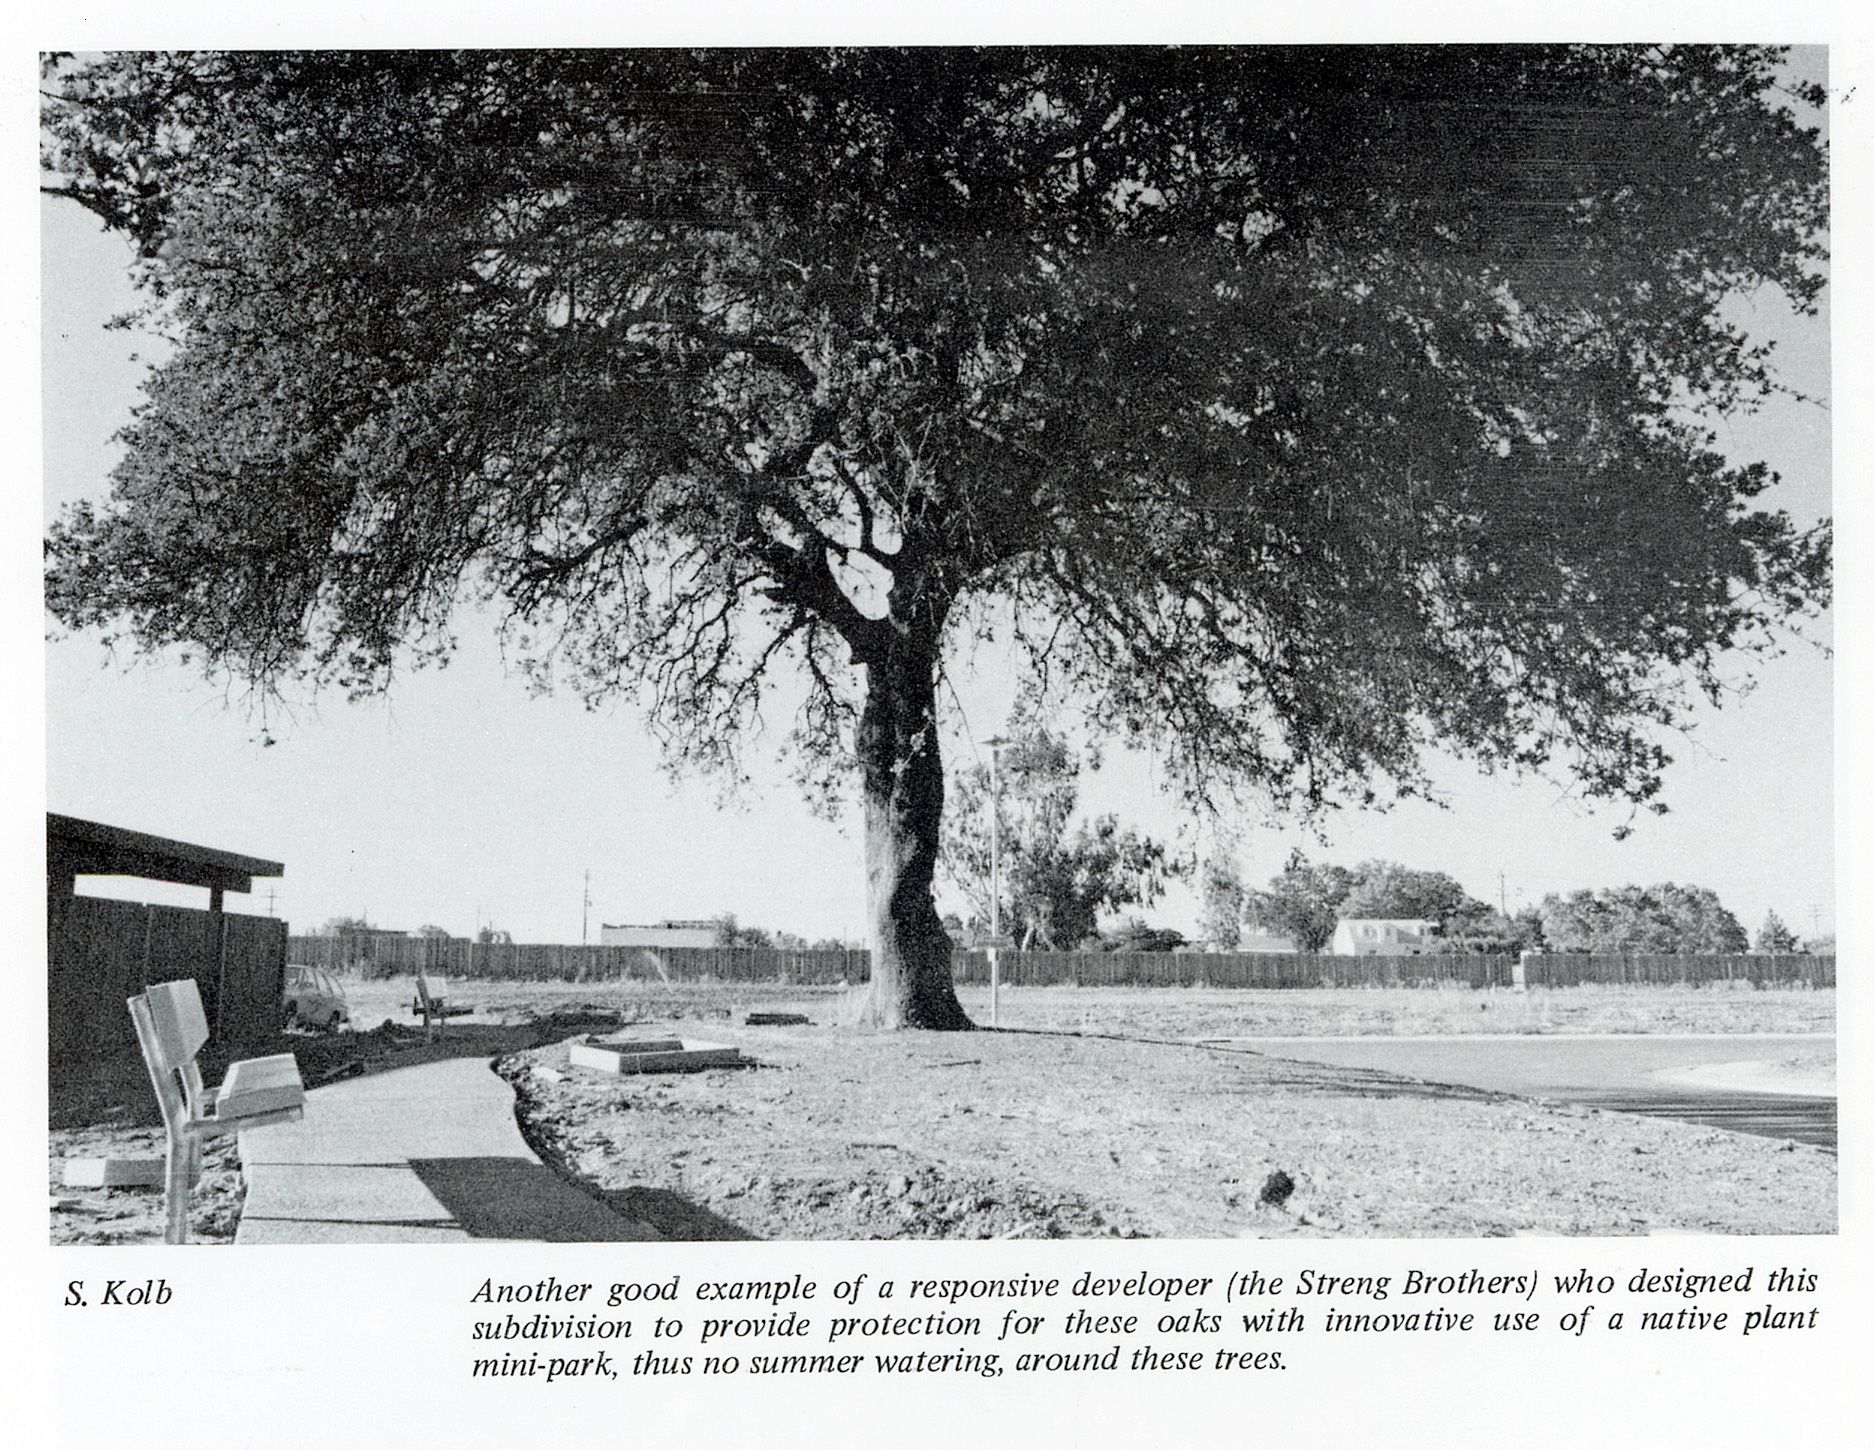 S. Kolb
Another good example of a responsive developer (the Streng Brothers) who designed this
subdivision to provide protection for these oaks with innovative use of a native plant
mini-park, thus no summer watering, around these trees.